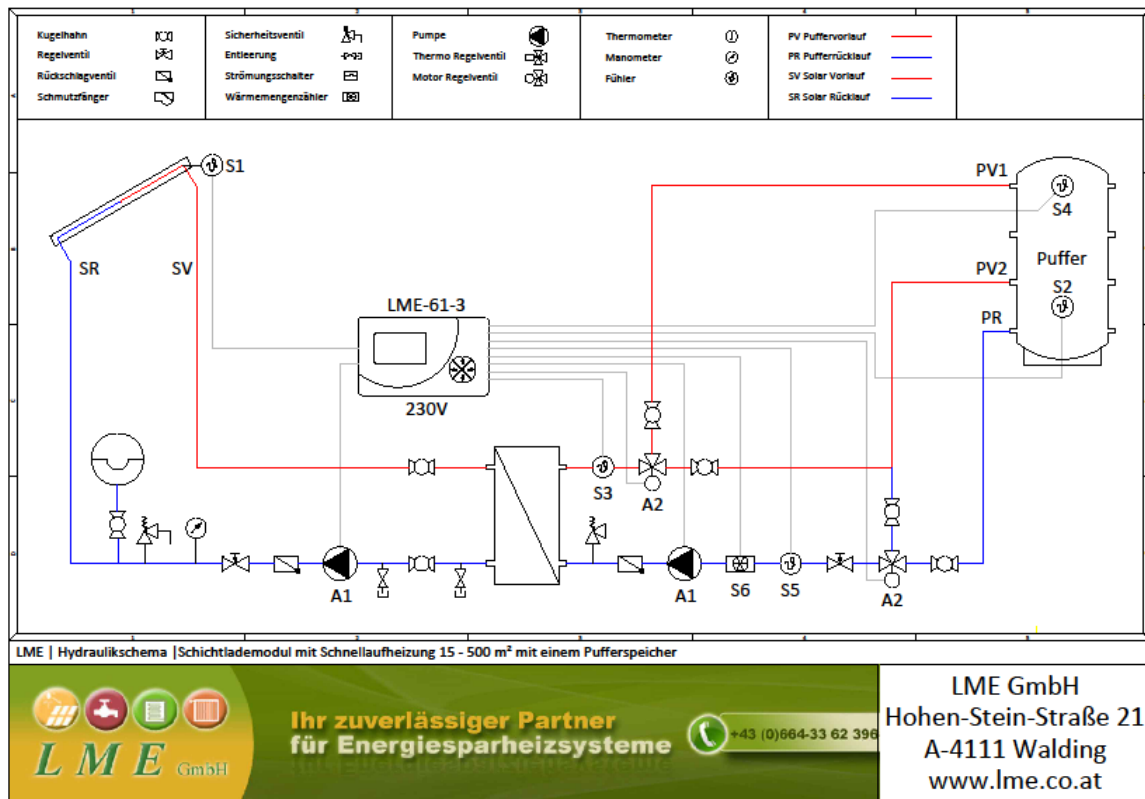 Kugelhahn
Regelventil
Rückschlagventil
Schmutzfänger
Sicherheitsventil
Entleerung
Strömungsschalter
Wärmemengenzähler
Pumpe
Thermo Regelventil
Motor Regelventil
Thermometer
Manometer
Fühler
PV Puffervorlauf
PR Pufferrücklauf
SV Solar Vorlauf
SR Solar Rücklauf
S1
PV1
S4
SR
SV
PV2
Puffer
S2
LME-61-3
PR
230V
S3
A2
A1
A1
S6
S5
A2
LME | Hydraulikschema |Schichtlademodul mit Schnellaufheizung 15 - 500 m² mit einem Pufferspeicher
LME GmbH
Ihr zuverlässiger Partner
für Energiesparheizsysteme
+43 (0)664-33 62 396
LME GmbH
Hohen-Stein-Straße 21
A-4111 Walding
www.lme.co.at